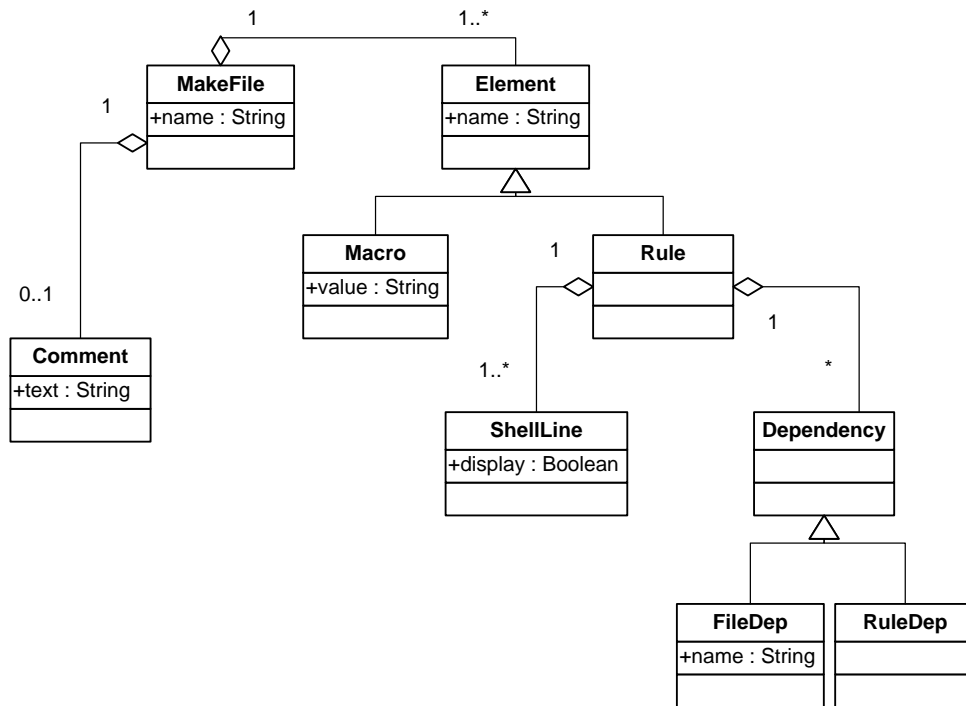 1
1..*
MakeFile
+name : String
Element
+name : String
1
Macro
+value : String
1
Rule
0..1
1
Comment
+text : String
1..*
*
ShellLine
+display : Boolean
Dependency
FileDep
+name : String
RuleDep